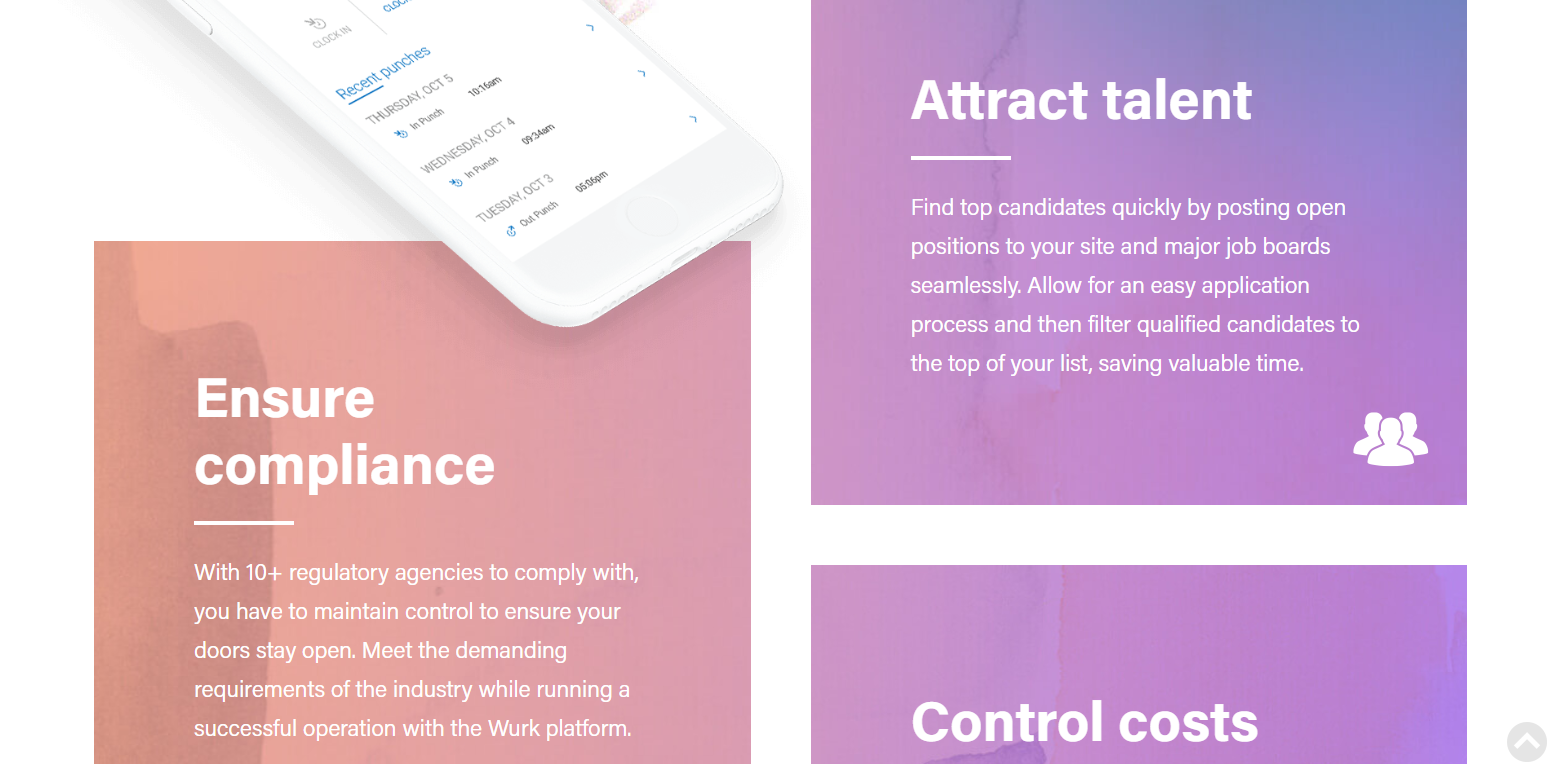 CLOCK IN
CLOCK
Recent punches
THURSDAY, OCT 5
In Punch 10:16am
WEDNESDAY, OCT 4
In Punch 09:34am
TUESDAY, OCT 3
Out Punch 05:06pm
Ensure
compliance
With 10+ regulatory agencies to comply with,
you have to maintain control to ensure your
doors stay open. Meet the demanding
requirements of the industry while running a
successful operation with the Wurk platform.
Attract talent
Find top candidates quickly by posting open
positions to your site and major job boards
seamlessly. Allow for an easy application
process and then filter qualified candidates to
the top of your list, saving valuable time.
Control costs